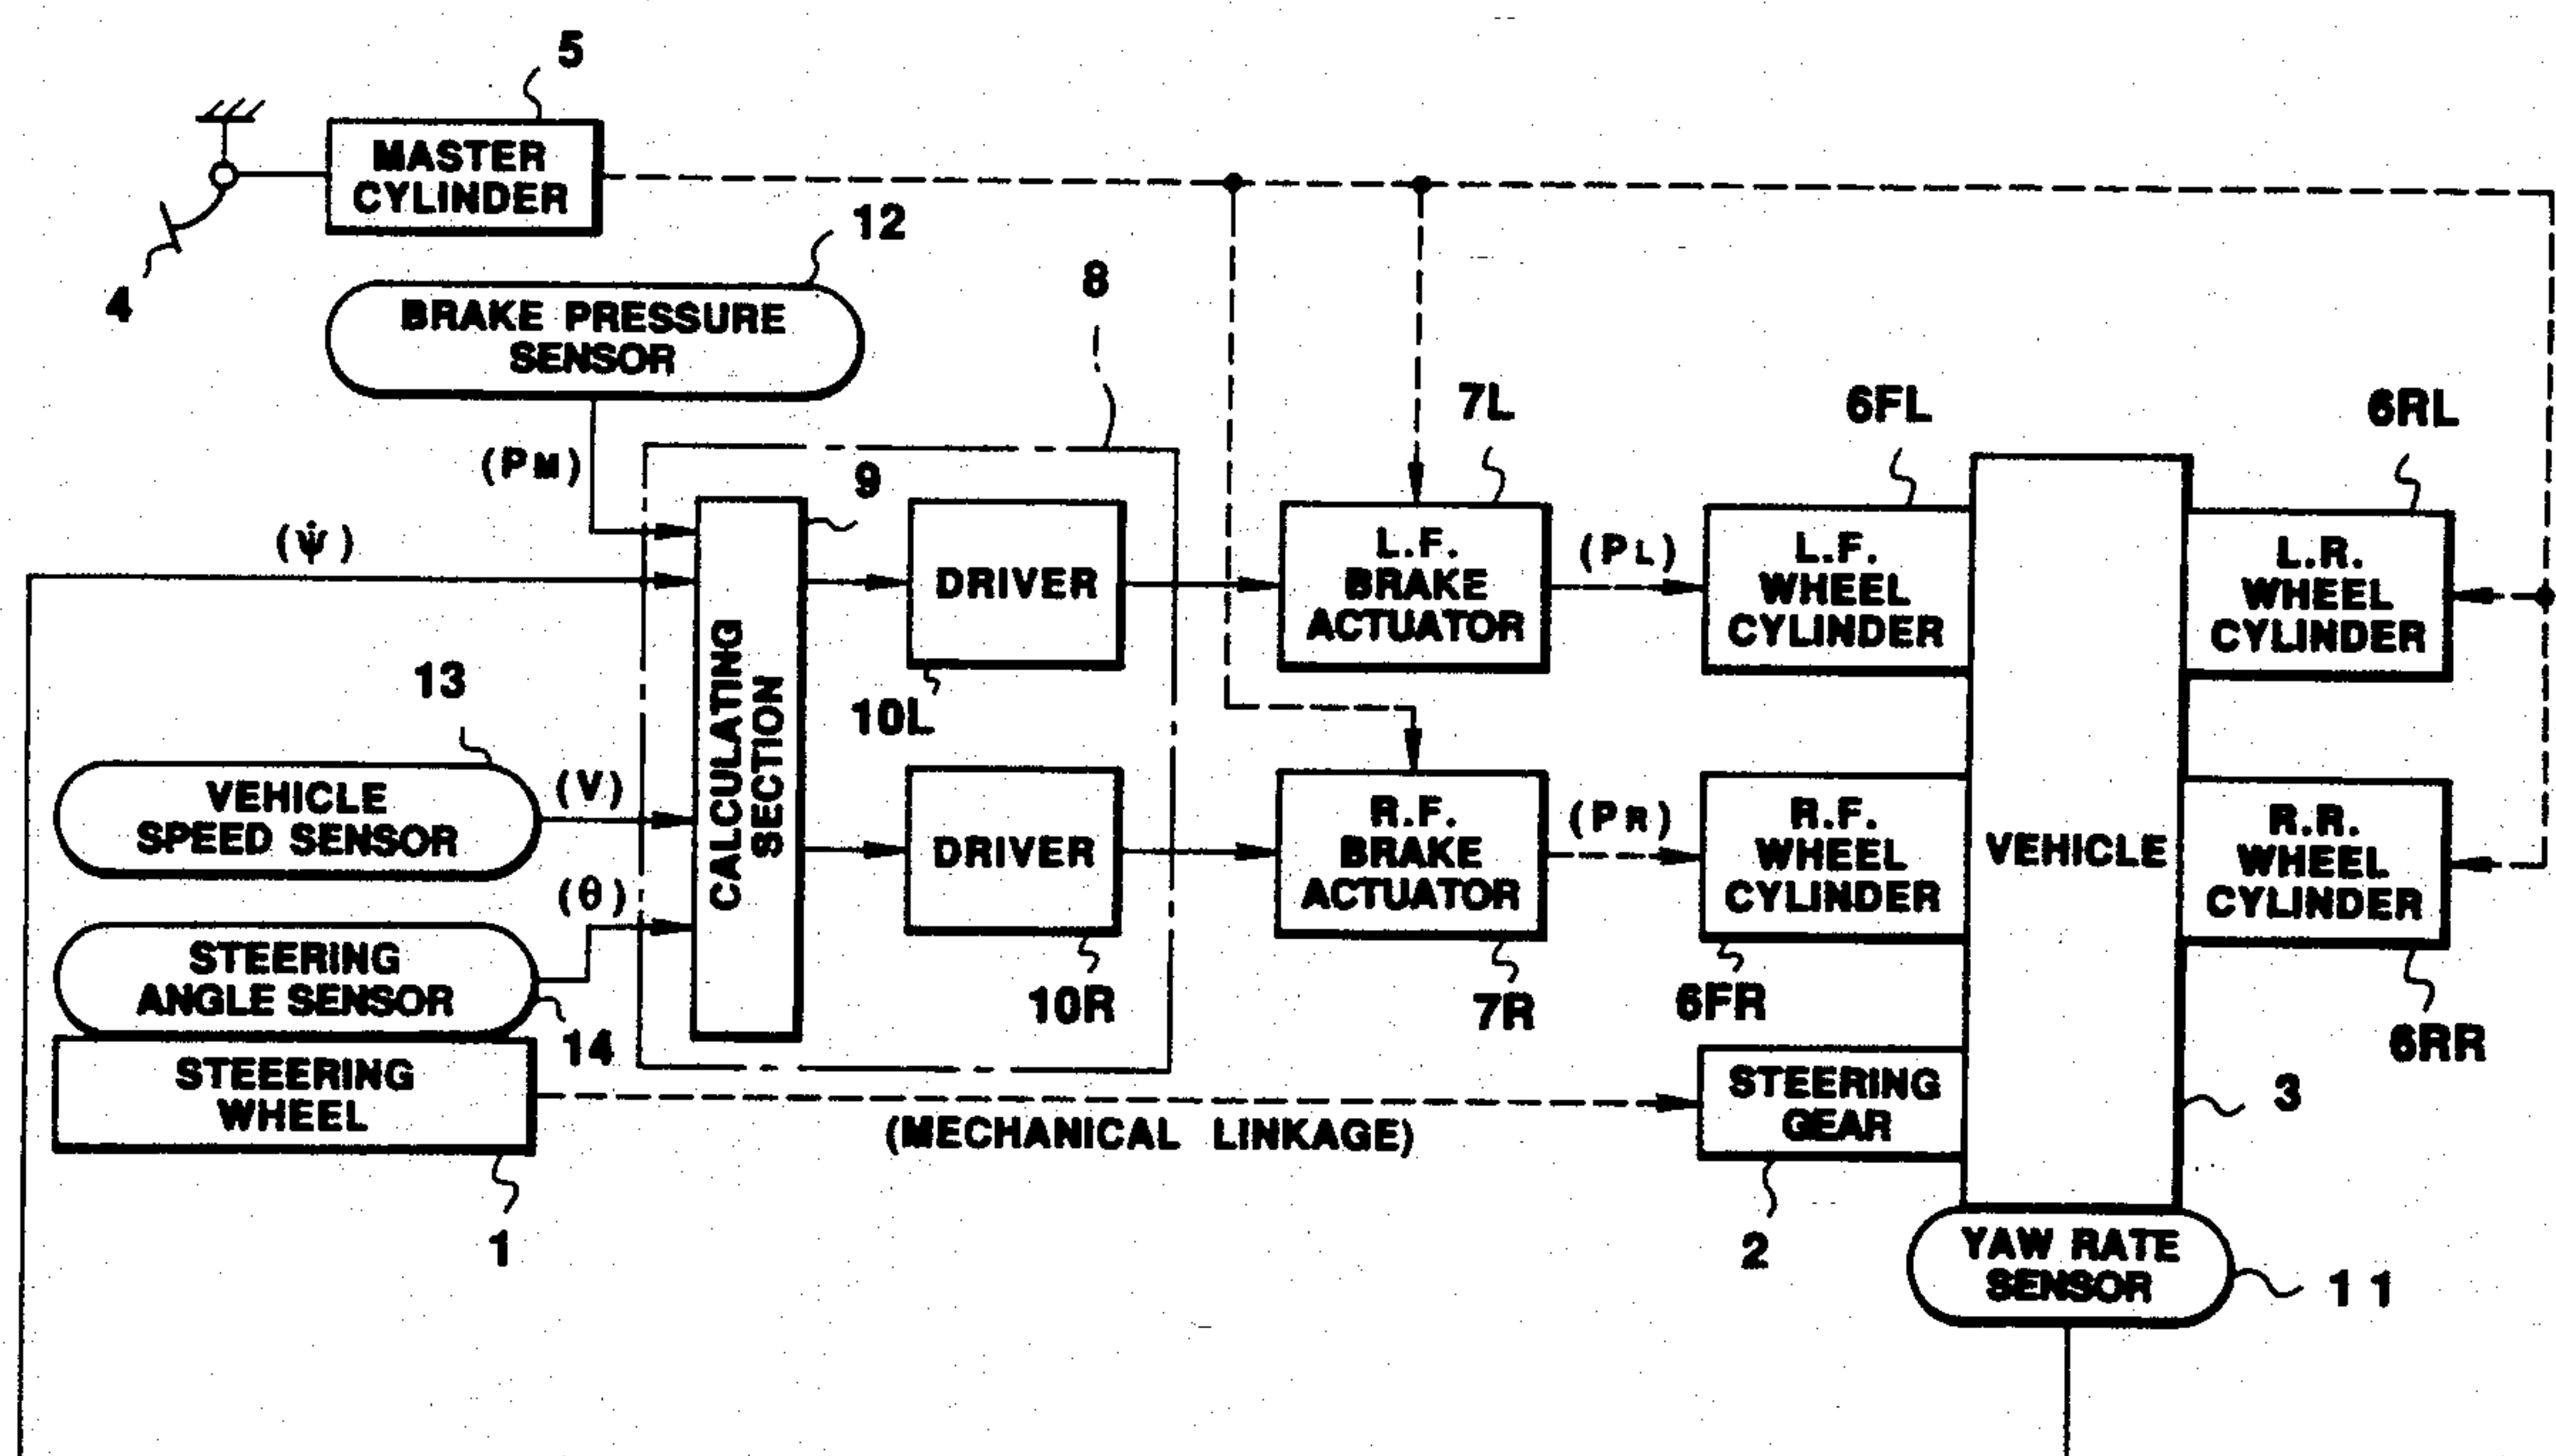 5
MASTER
CYLINDER
4
12
BRAKE PRESSURE
SENSOR
8
(PM)
(ψ̇)
9
CALCULATING
SECTION
DRIVER
10L
DRIVER
10R
13
VEHICLE
SPEED SENSOR
(V)
(θ)
STEERING
ANGLE SENSOR
14
STEEERING
WHEEL
1
(MECHANICAL LINKAGE)
7L
L.F.
BRAKE
ACTUATOR
(PL)
R.F.
BRAKE
ACTUATOR
7R
(PR)
6FL
L.F.
WHEEL
CYLINDER
R.F.
WHEEL
CYLINDER
6FR
STEERING
GEAR
2
VEHICLE
3
6RL
L.R.
WHEEL
CYLINDER
R.R.
WHEEL
CYLINDER
6RR
YAW RATE
SENSOR
11